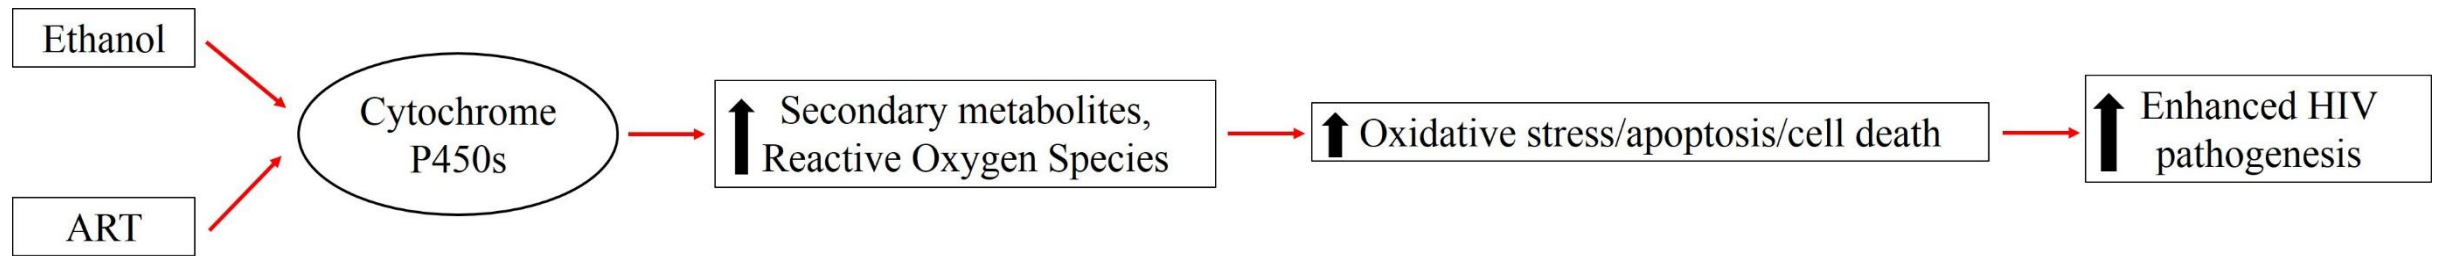 Ethanol
ART
Cytochrome
P450s
Secondary metabolites,
Reactive Oxygen Species
Oxidative stress/apoptosis/cell death
Enhanced HIV
pathogenesis